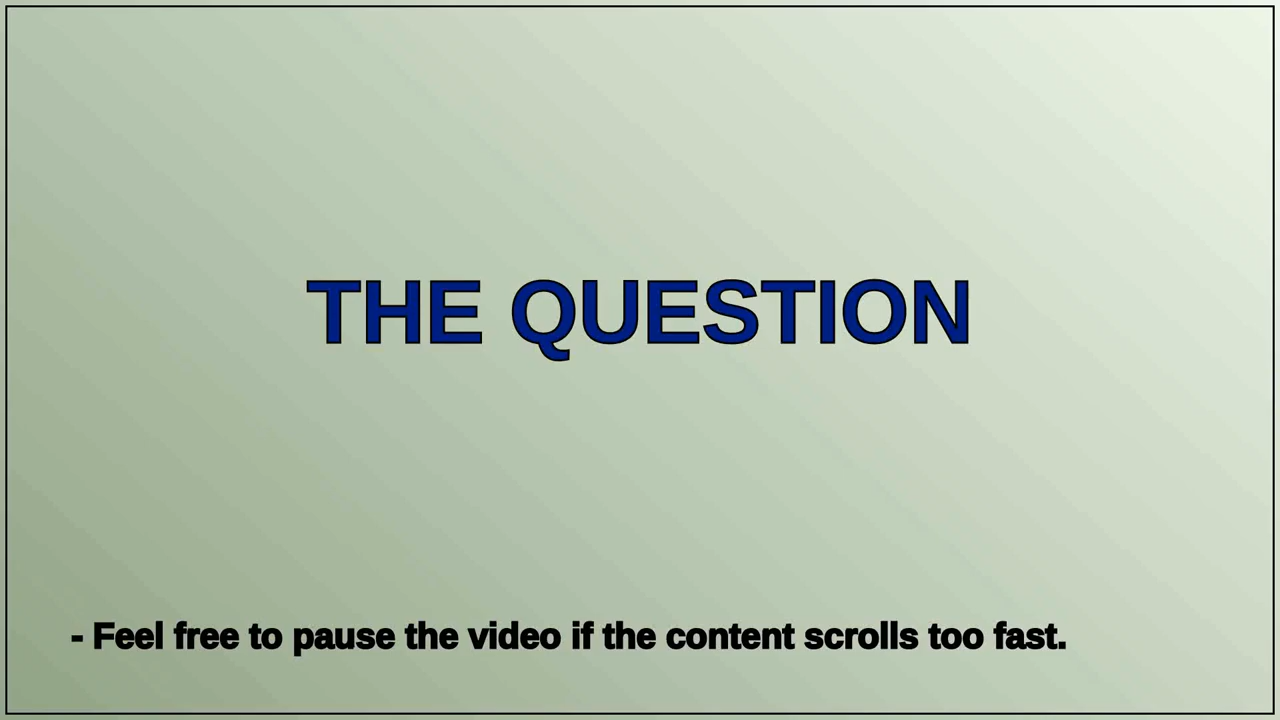 THE QUESTION
- Feel free to pause the video if the content scrolls too fast.